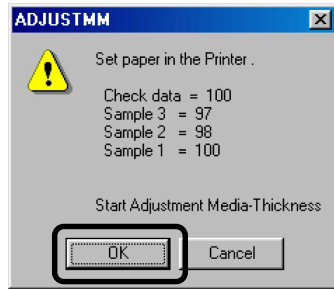 ADJUSTMM
Set paper in the Printer .
Check data = 100
Sample 3 = 97
Sample 2 = 98
Sample 1 = 100
Start Adjustment Media-Thickness
OK Cancel